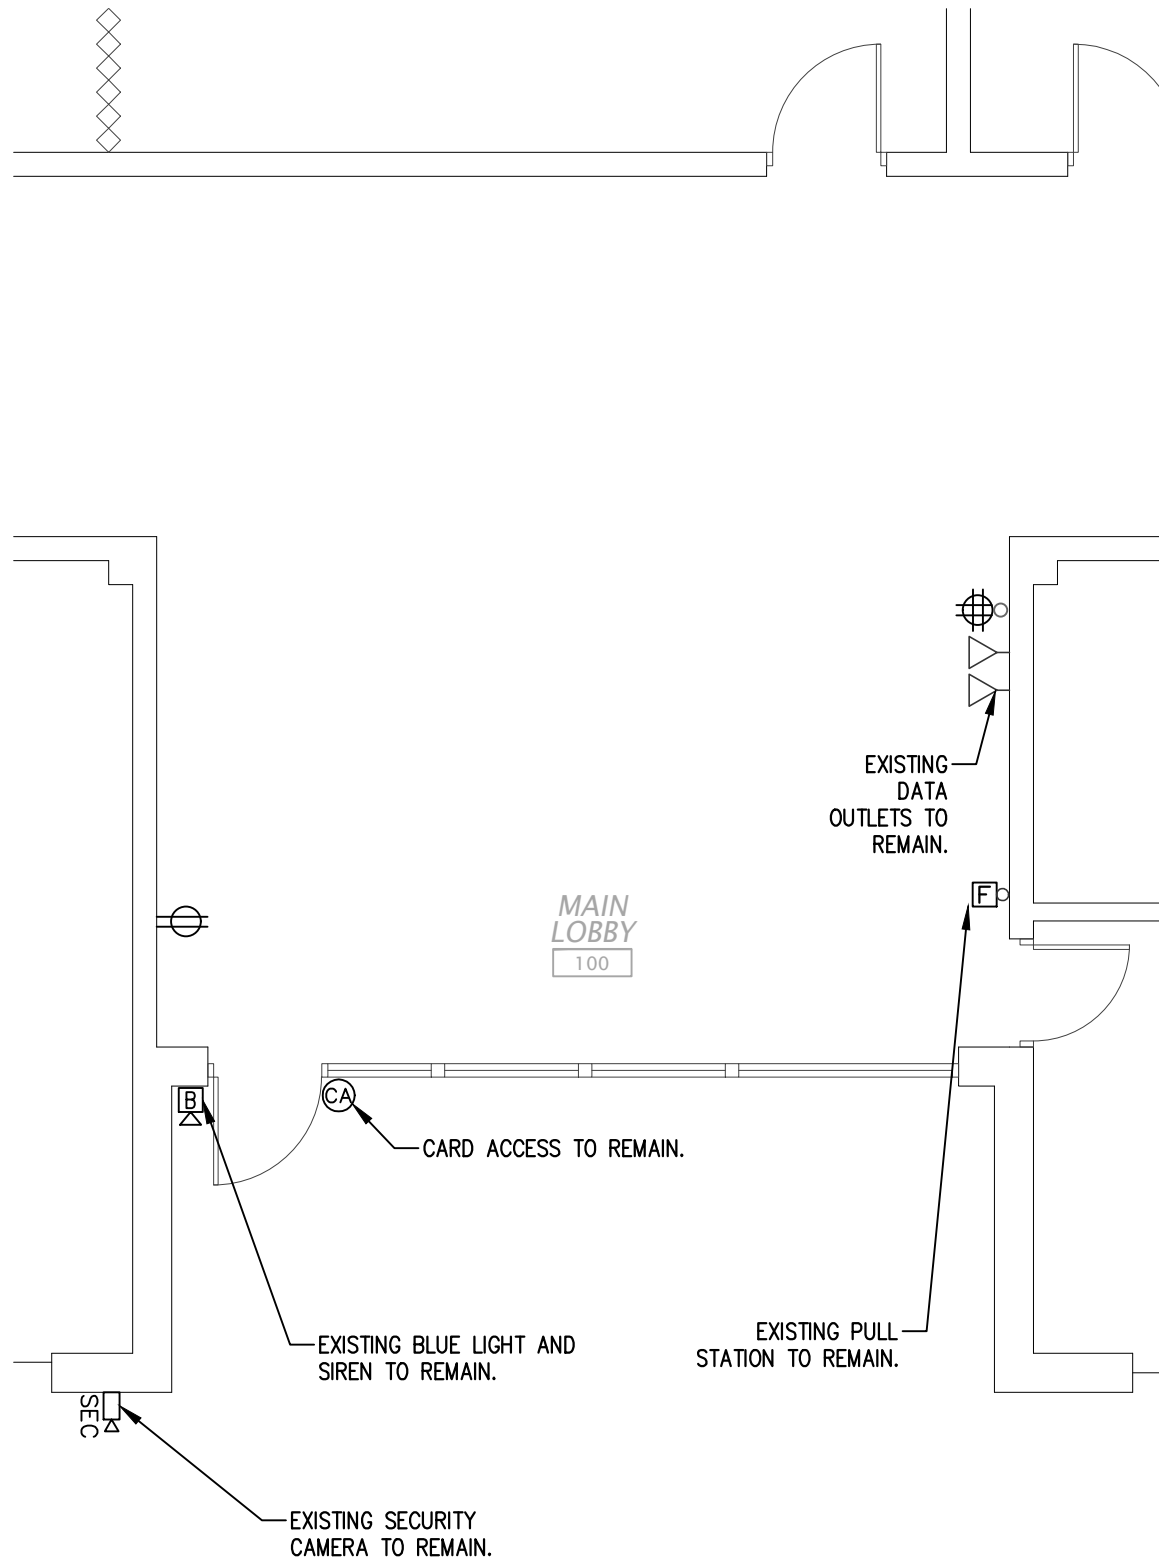 EXISTING
DATA
OUTLETS TO
REMAIN.
F
MAIN
LOBBY
100
B
CA
CARD ACCESS TO REMAIN.
EXISTING BLUE LIGHT AND
SIREN TO REMAIN.
EXISTING PULL
STATION TO REMAIN.
SEC
EXISTING SECURITY
CAMERA TO REMAIN.